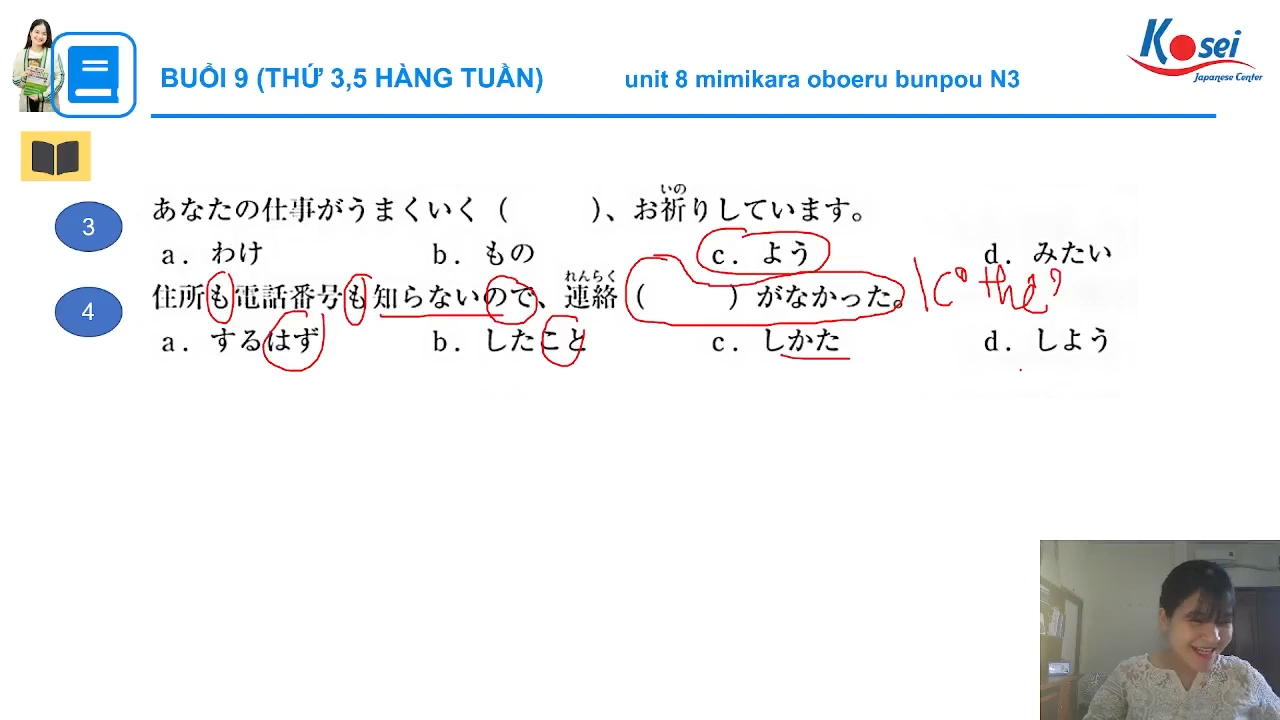 Kosei
Japanese Center
BUỔI 9 (THỨ 3,5 HÀNG TUẦN) unit 8 mimikara oboeru bunpou N3
3
あなたの仕事がうまくいく（　　）、お祈りしています。
いの
a．わけ b．もの c．よう d．みたい
4
住所も電話番号も知らないので、連絡（　　）がなかった。
れんらく
a．するはず b．したこと c．しかた d．しよう